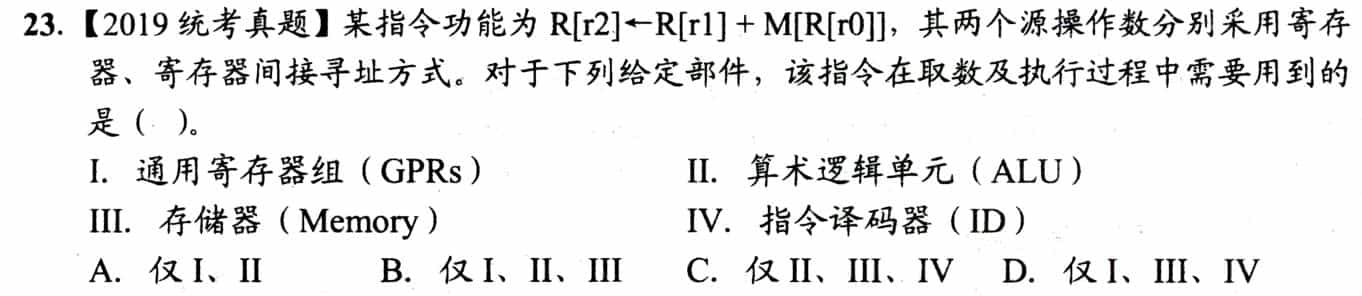 23.【2019 统考真题】某指令功能为 R[r2]←R[r1] + M[R[r0]]，其两个源操作数分别采用寄存
器、寄存器间接寻址方式。对于下列给定部件，该指令在取数及执行过程中需要用到的
是（ ）。
I. 通用寄存器组（GPRs） II. 算术逻辑单元（ALU）
III. 存储器（Memory） IV. 指令译码器（ID）
A. 仅 I、II B. 仅 I、II、III C. 仅 II、III、IV D. 仅 I、III、IV